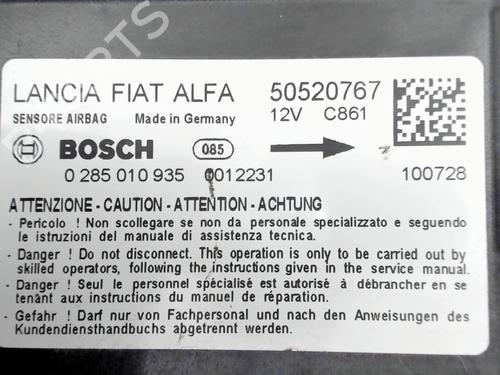 PARTS
LANCIA FIAT ALFA 50520767
SENSORE AIRBAG Made in Germany 12V C861
BOSCH 085
0 285 010 935 0012231 100728
ATTENZIONE - CAUTION - ATTENTION - ACHTUNG
- Pericolo ! Non scollegare se non da personale specializzato e seguendo
le istruzioni del manuale di assistenza tecnica.
- Danger ! Do not disconnect. This operation is only to be carried out by
skilled operators, following the instructions given in the service manual.
- Danger ! Seul le personnel spécialisé est autorisé à débrancher en se
tenant aux instructions du manuel de réparation.
- Gefahr ! Darf nur von Fachpersonal und nach den Anweisungen des
Kundendiensthandbuchs abgetrennt werden.